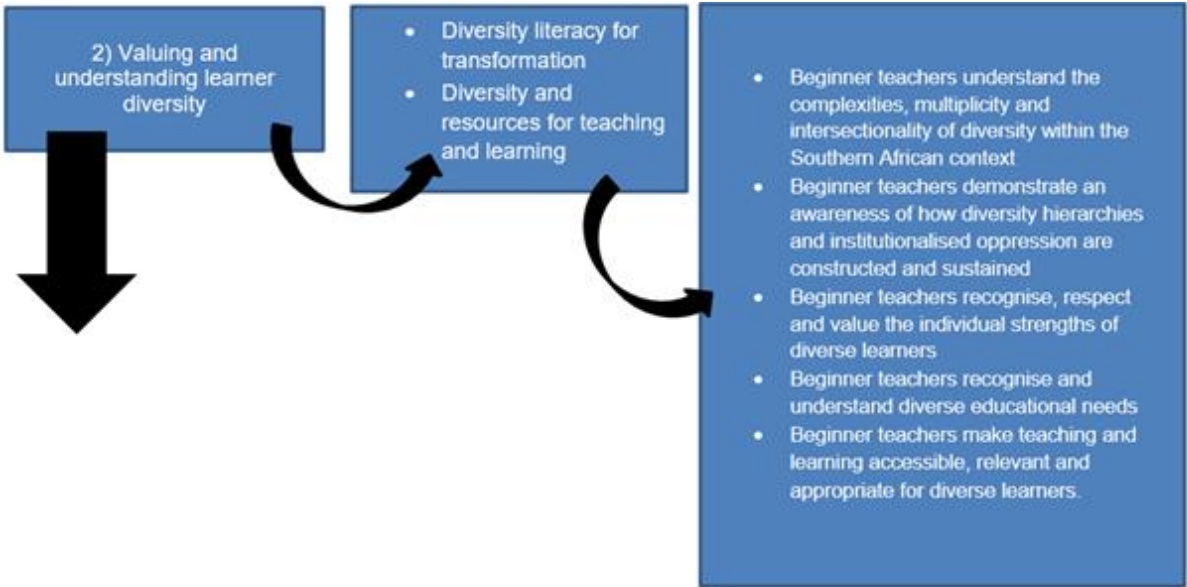 2) Valuing and
understanding learner
diversity
• Diversity literacy for
transformation
• Diversity and
resources for teaching
and learning
• Beginner teachers understand the
complexities, multiplicity and
intersectionality of diversity within the
Southern African context
• Beginner teachers demonstrate an
awareness of how diversity hierarchies
and institutionalised oppression are
constructed and sustained
• Beginner teachers recognise, respect
and value the individual strengths of
diverse learners
• Beginner teachers recognise and
understand diverse educational needs
• Beginner teachers make teaching and
learning accessible, relevant and
appropriate for diverse learners.